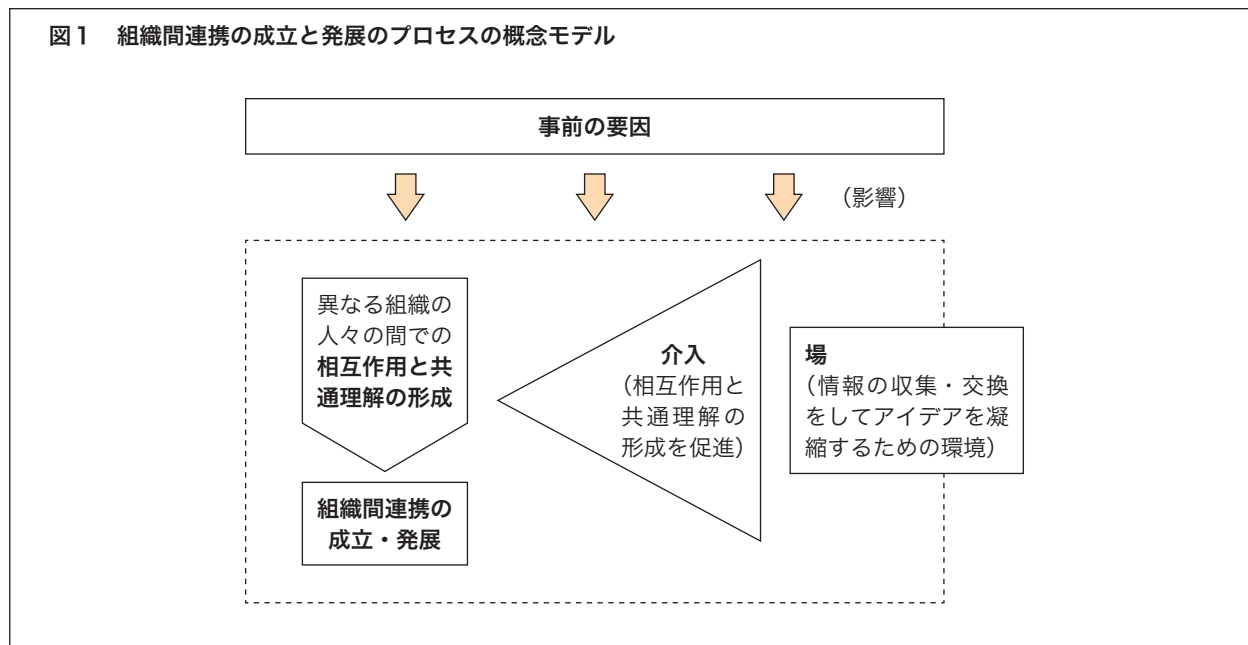 図1　組織間連携の成立と発展のプロセスの概念モデル
事前の要因
（影響）
異なる組織の
人々の間での
相互作用と共
通理解の形成
組織間連携の
成立・発展
介入
（相互作用と
共通理解の
形成を促進）
場
（情報の収集・交換
をしてアイデアを凝
縮するための環境）